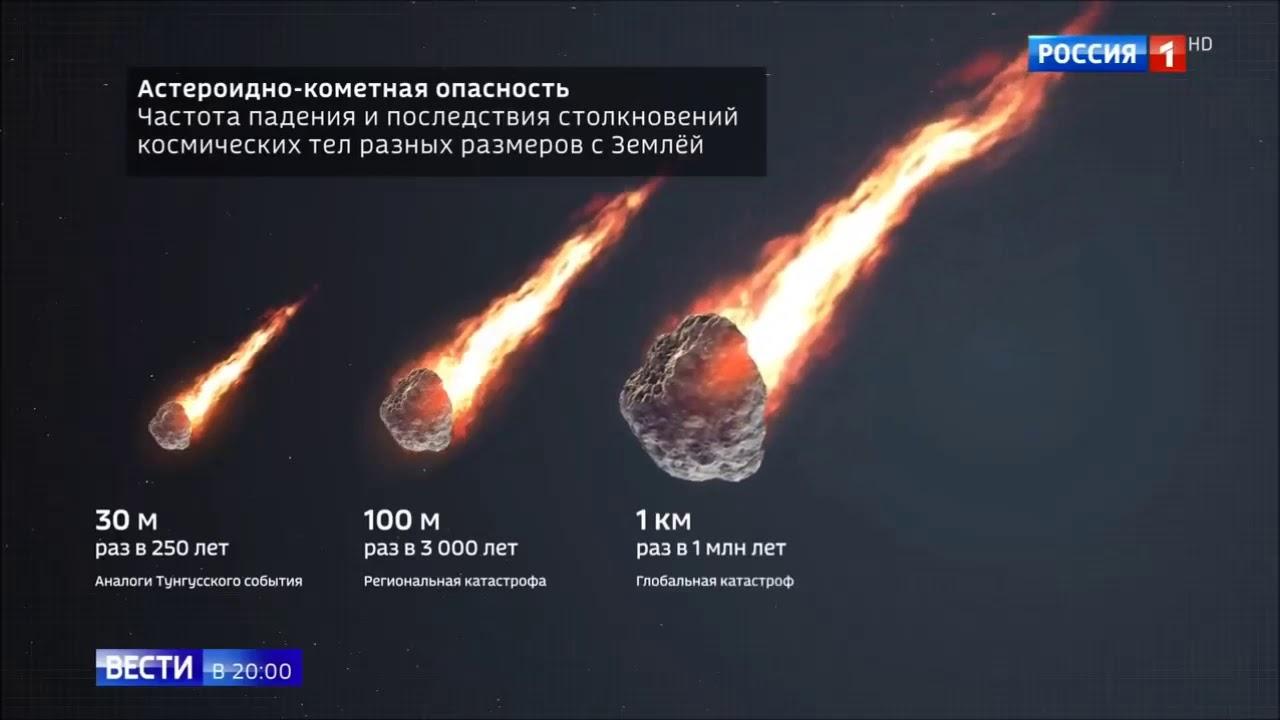 РОССИЯ 1 HD
Астероидно-кометная опасность
Частота падения и последствия столкновений
космических тел разных размеров с Землёй
30 м
раз в 250 лет
Аналоги Тунгусского события
100 м
раз в 3 000 лет
Региональная катастрофа
1 км
раз в 1 млн лет
Глобальная катастроф
ВЕСТИ В 20:00